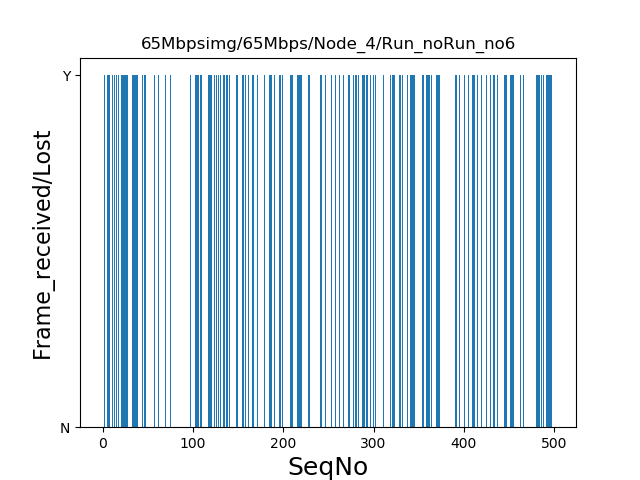 65Mbpsimg/65Mbps/Node_4/Run_noRun_no6
Y
Frame_received/Lost
N
0 100 200 300 400 500
SeqNo